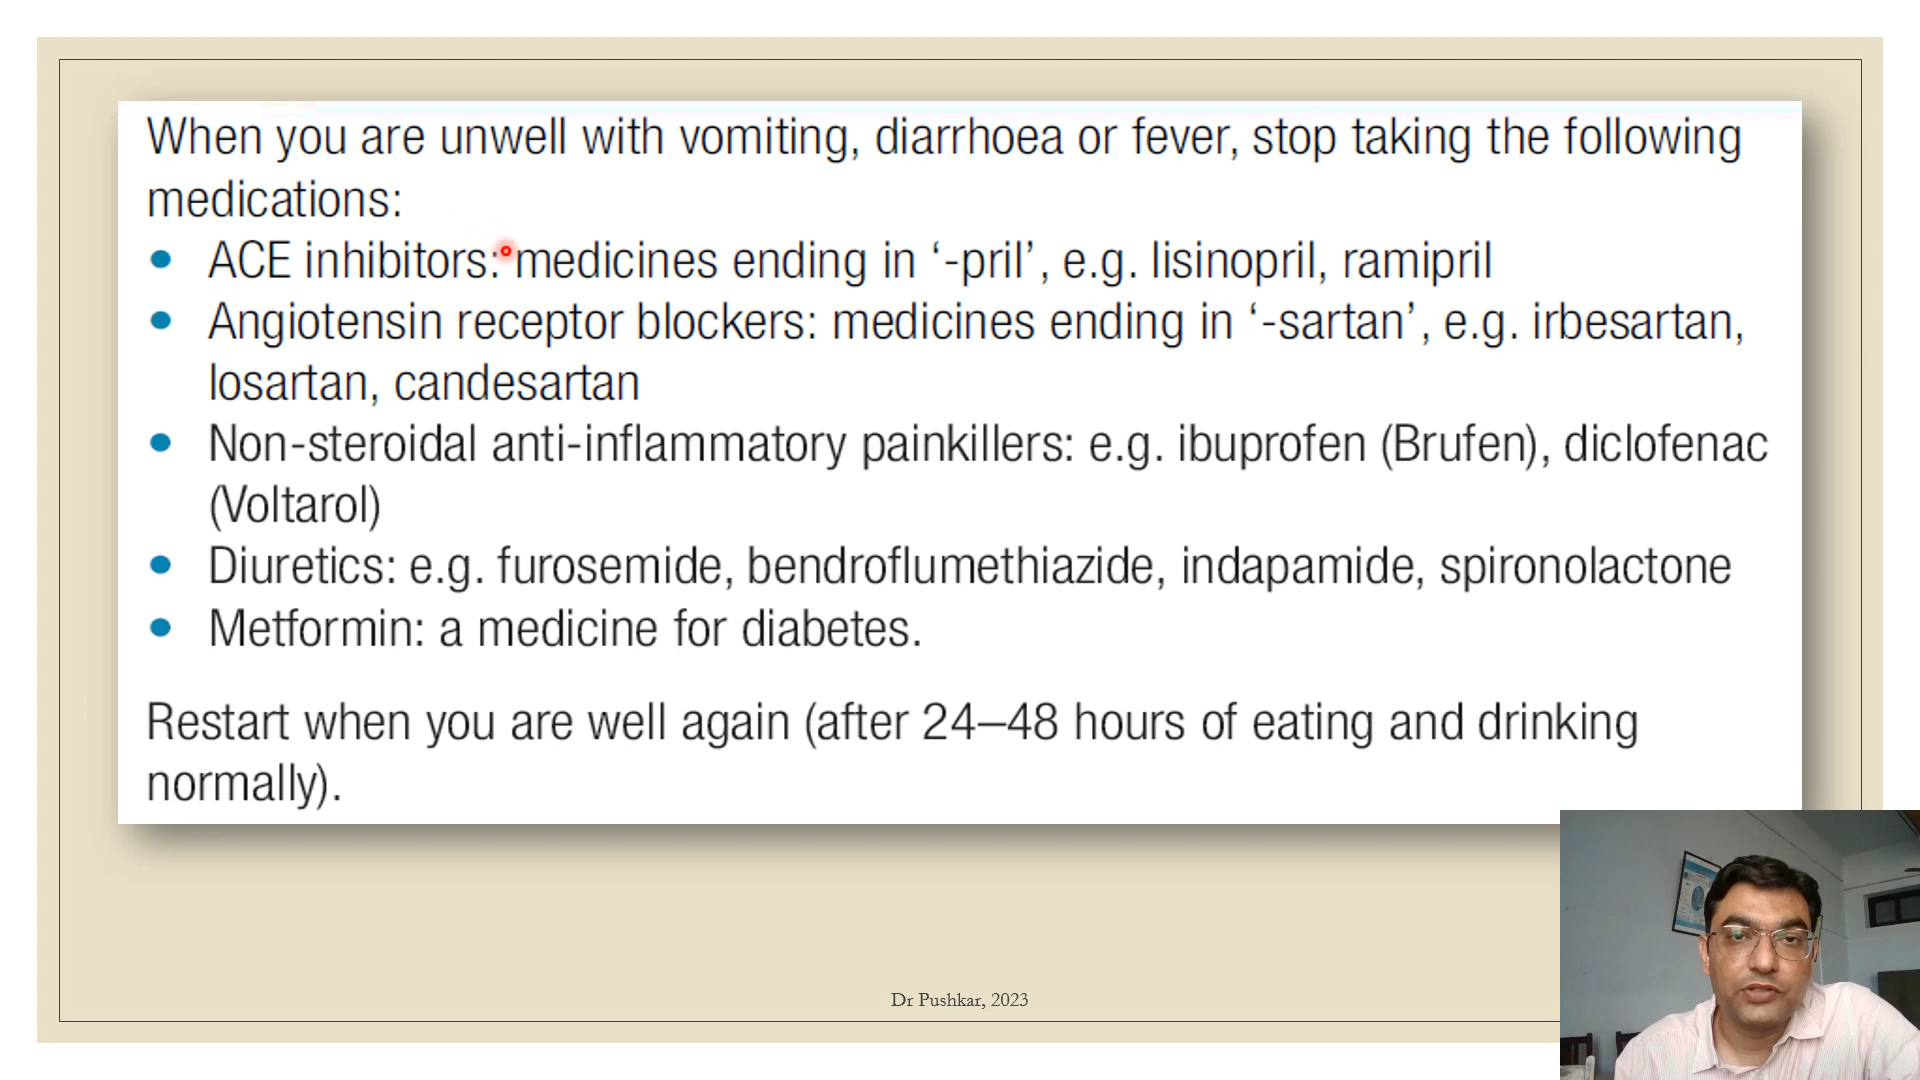 When you are unwell with vomiting, diarrhoea or fever, stop taking the following
medications:
• ACE inhibitors: medicines ending in ‘-pril’, e.g. lisinopril, ramipril
• Angiotensin receptor blockers: medicines ending in ‘-sartan’, e.g. irbesartan,
losartan, candesartan
• Non-steroidal anti-inflammatory painkillers: e.g. ibuprofen (Brufen), diclofenac
(Voltarol)
• Diuretics: e.g. furosemide, bendroflumethiazide, indapamide, spironolactone
• Metformin: a medicine for diabetes.
Restart when you are well again (after 24–48 hours of eating and drinking
normally).
Dr Pushkar, 2023